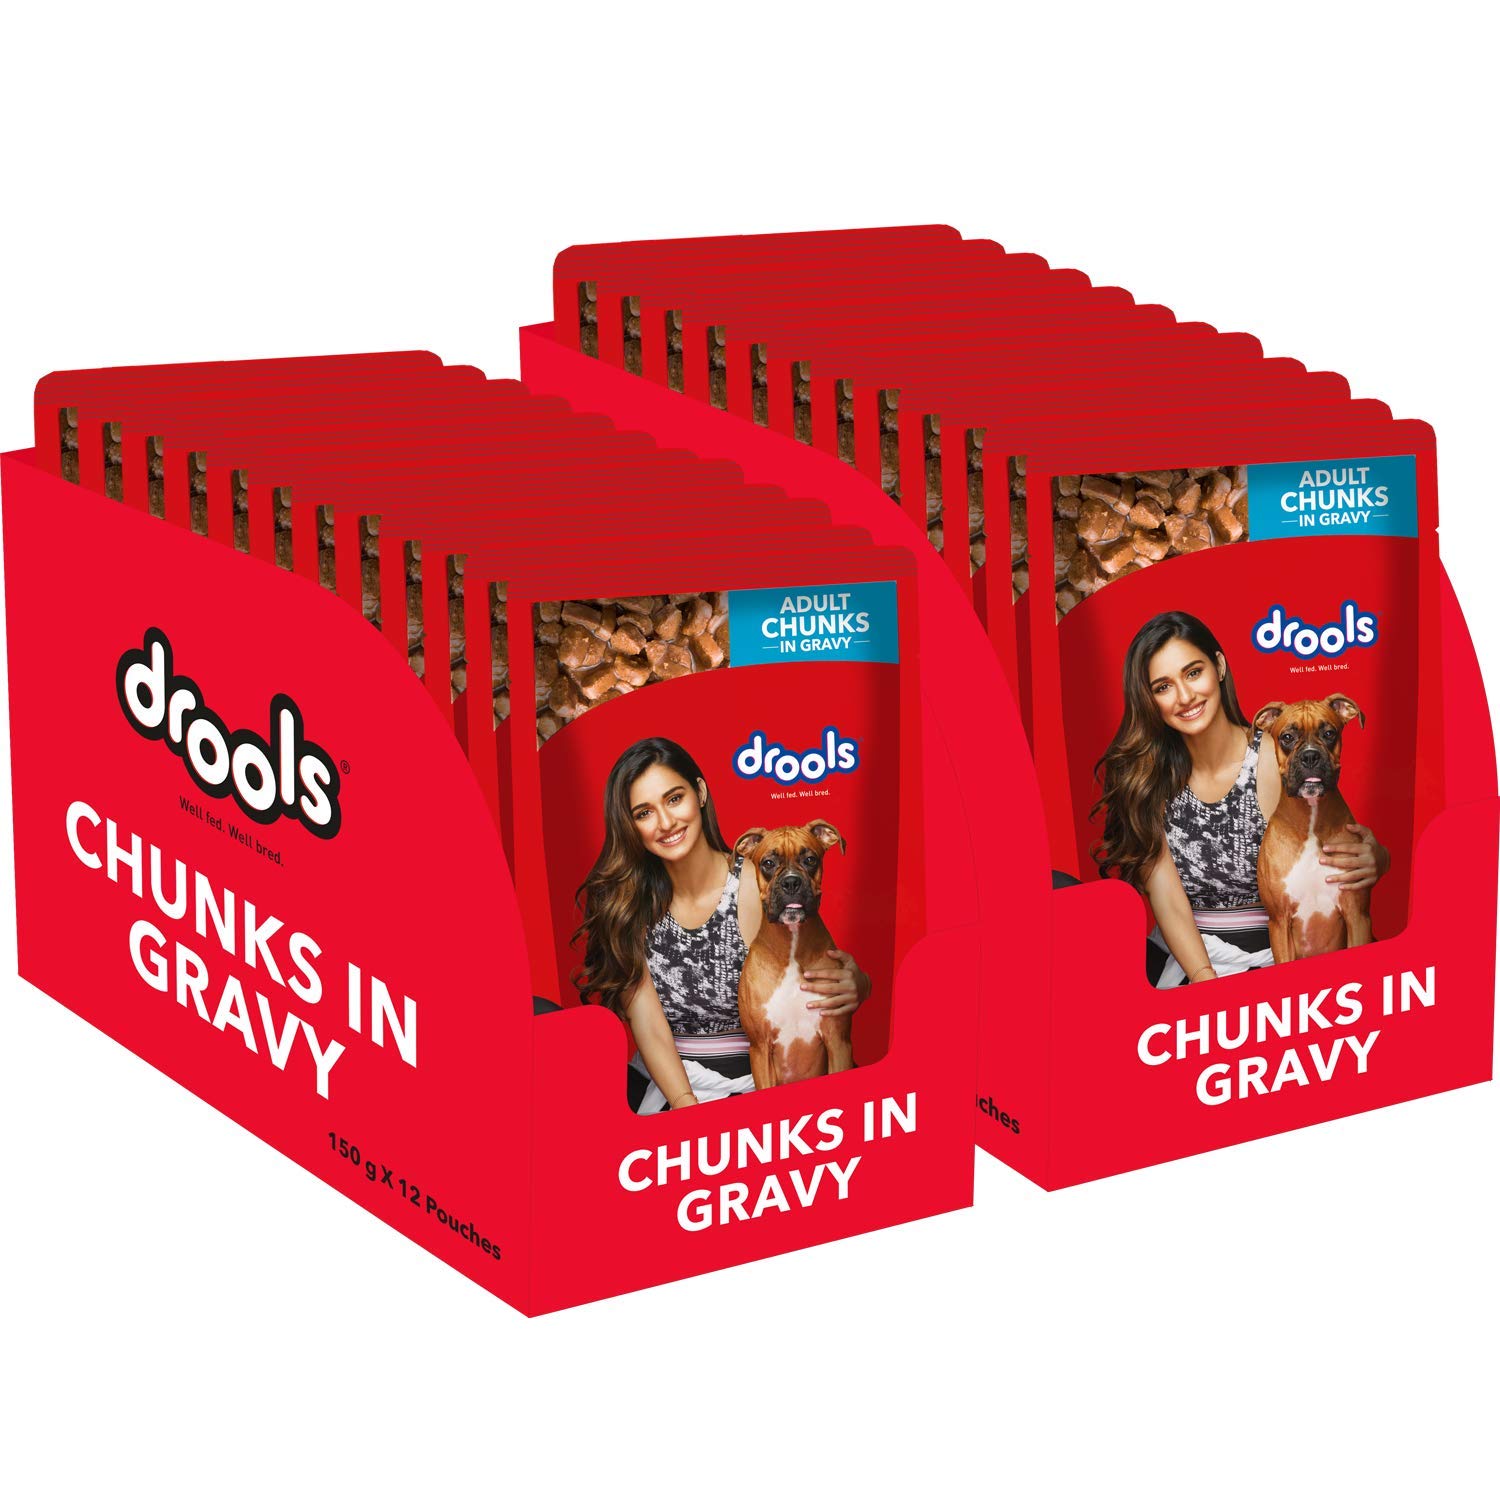 drools®
Well fed. Well bred.
CHUNKS IN
GRAVY
150 g X 12 Pouches
ADULT
CHUNKS
IN GRAVY
drools
Well fed. Well bred.
CHUNKS IN
GRAVY
ADULT
CHUNKS
IN GRAVY
drools
Well fed. Well bred.
CHUNKS IN
GRAVY